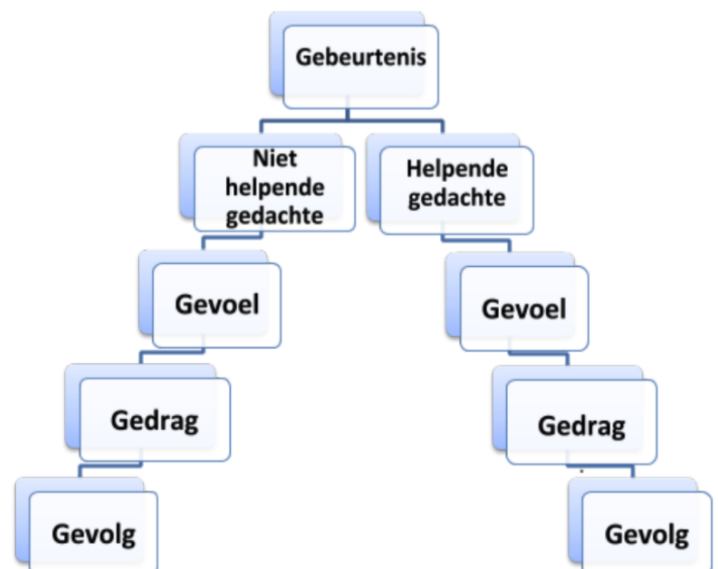 Gebeurtenis
Niet
helpende
gedachte
Helpende
gedachte
Gevoel
Gevoel
Gedrag
Gedrag
Gevolg
Gevolg